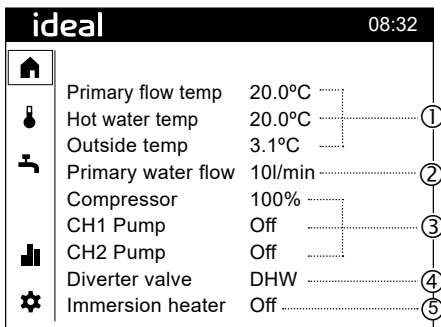 ideal 08:32
Primary flow temp 20.0ºC
Hot water temp 20.0ºC ①
Outside temp 3.1ºC
Primary water flow 10l/min ②
Compressor 100%
CH1 Pump Off ③
CH2 Pump Off
Diverter valve DHW ④
Immersion heater Off ⑤